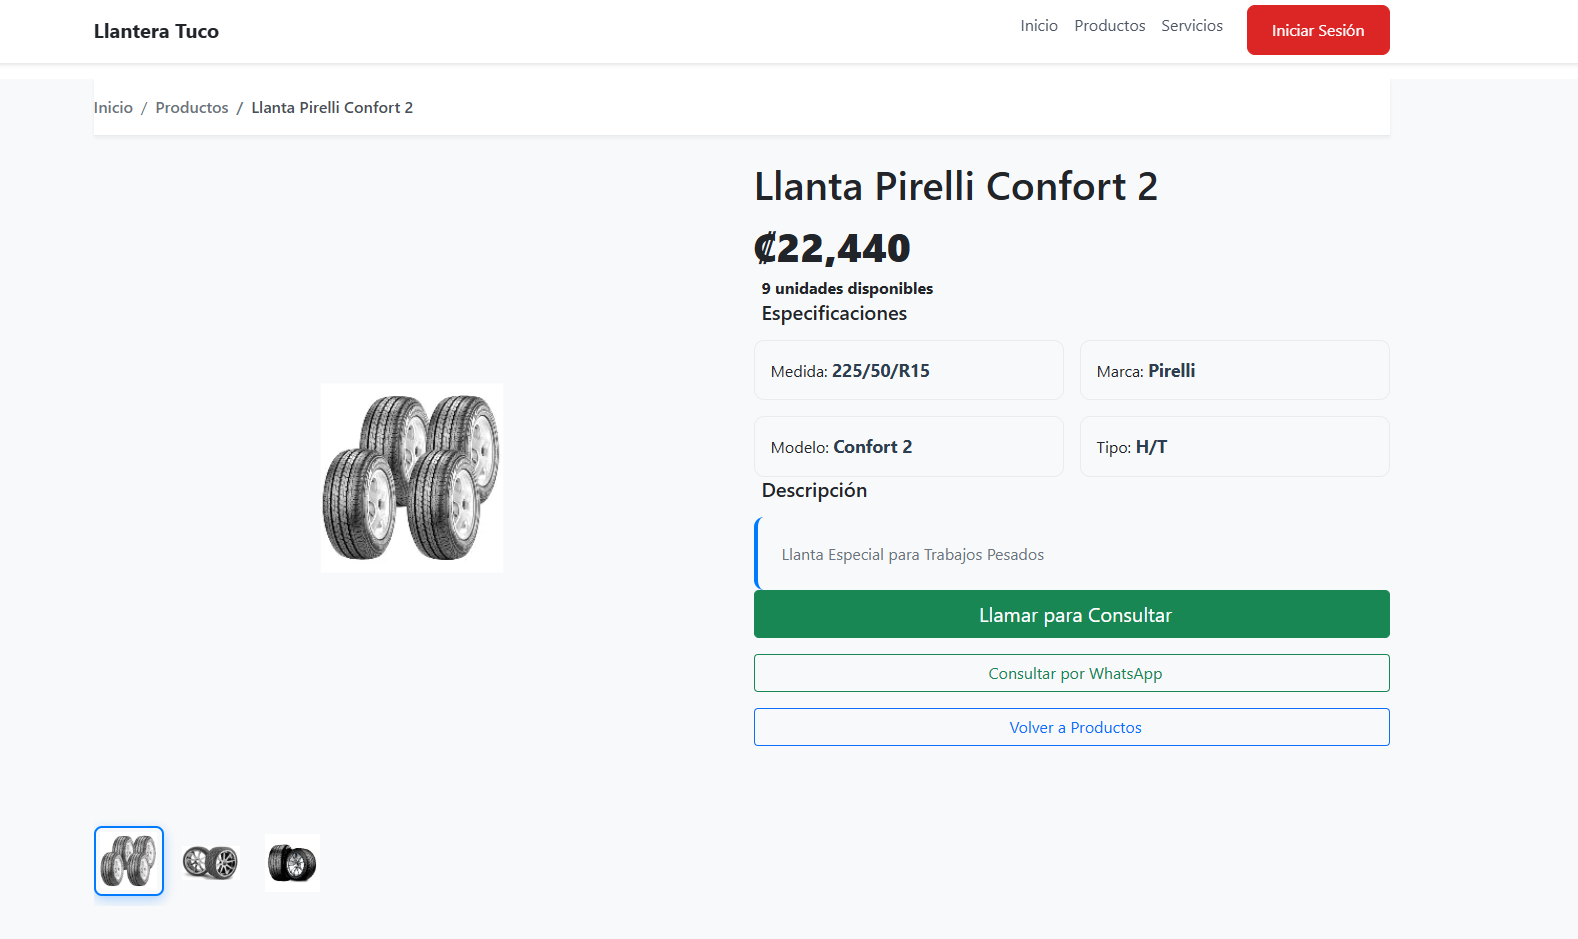 Llantera Tuco
Inicio Productos Servicios Iniciar Sesión
Inicio / Productos / Llanta Pirelli Confort 2
Llanta Pirelli Confort 2
₡22,440
9 unidades disponibles
Especificaciones
Medida: 225/50/R15
Marca: Pirelli
Modelo: Confort 2
Tipo: H/T
Descripción
Llanta Especial para Trabajos Pesados
Llamar para Consultar
Consultar por WhatsApp
Volver a Productos